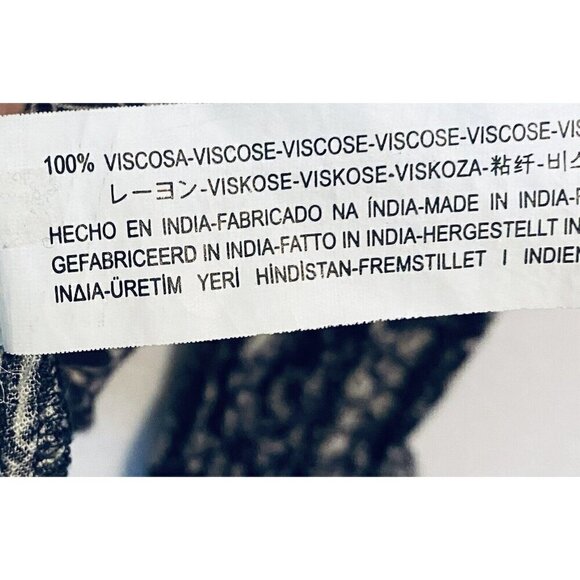 100% VISCOSA-VISCOSE-VISCOSE-VISCOSE-VISCOSE-VIS
レーヨン-VISKOSE-VISKOSE-VISKOZA-粘纤-비스
HECHO EN INDIA-FABRICADO NA ÍNDIA-MADE IN INDIA-F
GEFABRICEERD IN INDIA-FATTO IN INDIA-HERGESTELLT IN
ΙΝΔΙΑ-ÜRETİM YERİ HİNDİSTAN-FREMSTILLET I INDIEN